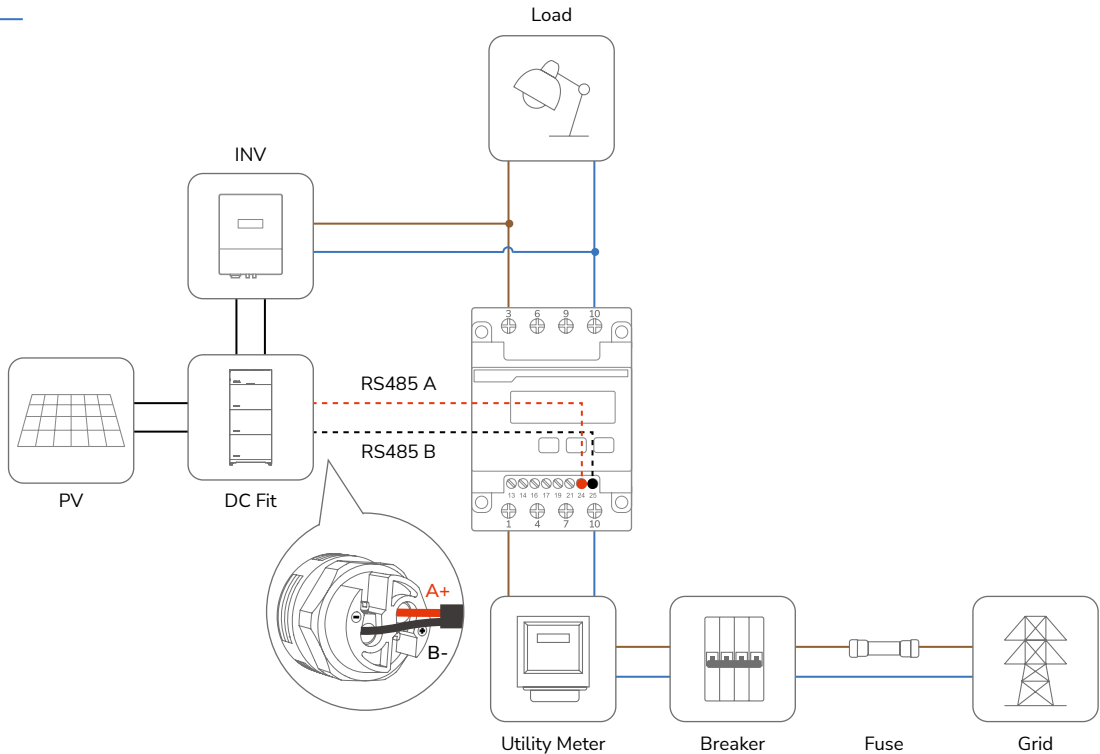 Load
INV
3 6 9 10
RS485 A
RS485 B
13 14 16 17 19 21 24 25
PV
DC Fit
1 4 7 10
A+
B-
Utility Meter
Breaker
Fuse
Grid